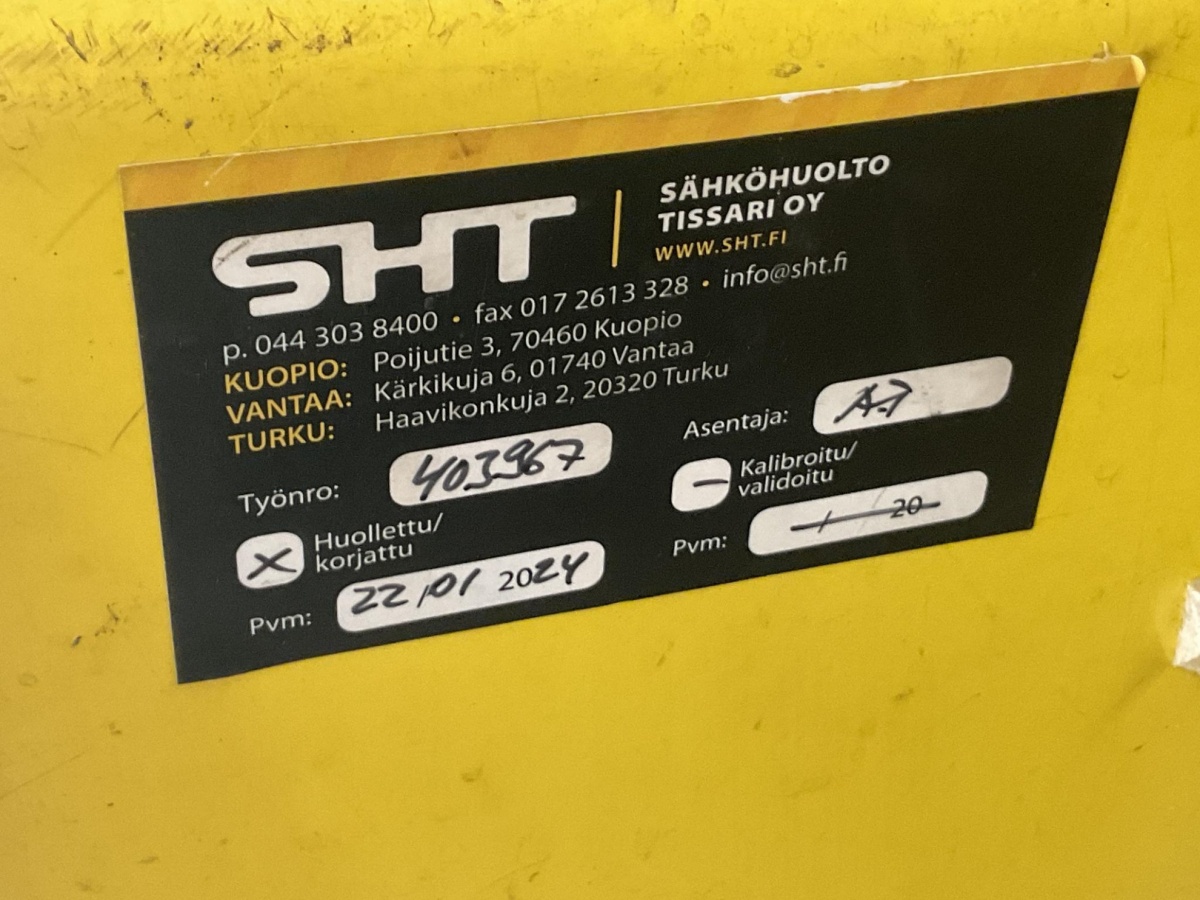 SHT
SÄHKÖHUOLTO
TISSARI OY
WWW.SHT.FI
p. 044 303 8400 • fax 017 2613 328 • info@sht.fi
KUOPIO: Poijutie 3, 70460 Kuopio
VANTAA: Kärkikuja 6, 01740 Vantaa
TURKU: Haavikonkuja 2, 20320 Turku
Työnro: 403967
Asentaja:
X Huollettu/
korjattu
Pvm: 22,01 2024
– Kalibroitu/
validoitu
Pvm: 20